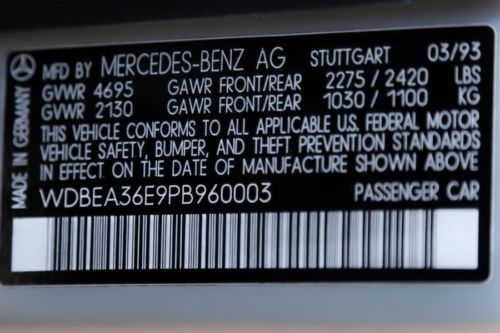 MFD BY MERCEDES-BENZ AG STUTTGART 03/93
GVWR 4695 GAWR FRONT/REAR 2275 / 2420 LBS
GVWR 2130 GAWR FRONT/REAR 1030 / 1100 KG
THIS VEHICLE CONFORMS TO ALL APPLICABLE U.S. FEDERAL MOTOR
VEHICLE SAFETY, BUMPER, AND THEFT PREVENTION STANDARDS
IN EFFECT ON THE DATE OF MANUFACTURE SHOWN ABOVE
WDBEA36E9PB960003 PASSENGER CAR
MADE IN GERMANY